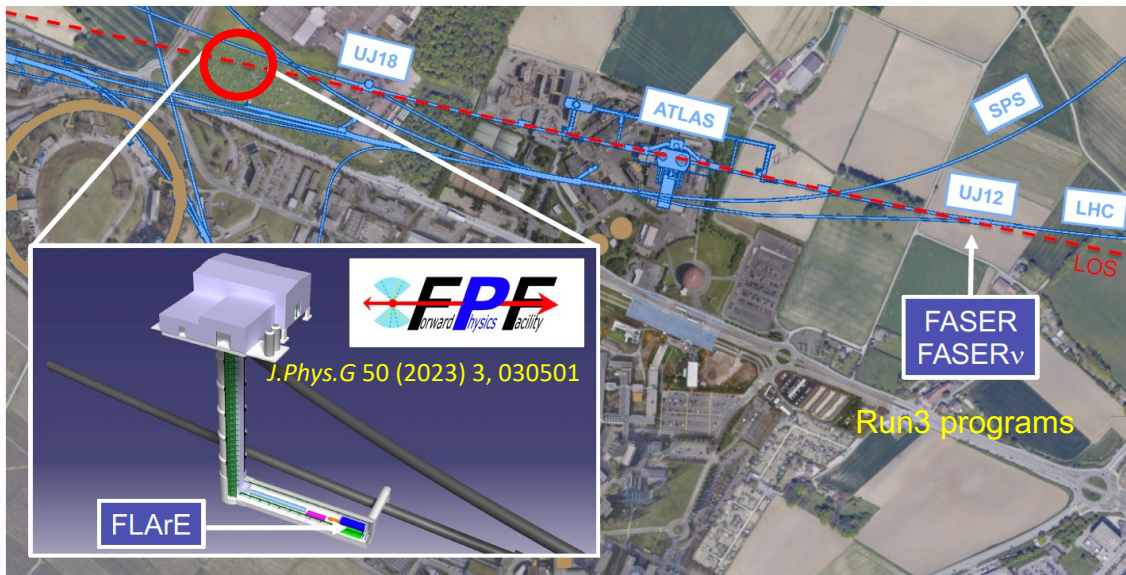 UJ18
ATLAS
SPS
UJ12
LHC
LOS
FASER
FASERν
Run3 programs
FPF
Forward Physics Facility
J.Phys.G 50 (2023) 3, 030501
FLArE